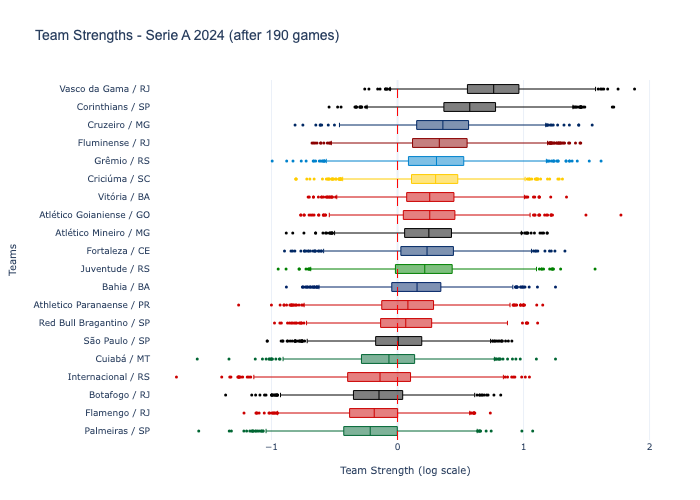 Team Strengths - Serie A 2024 (after 190 games)
Vasco da Gama / RJ
Corinthians / SP
Cruzeiro / MG
Fluminense / RJ
Grêmio / RS
Criciúma / SC
Vitória / BA
Atlético Goianiense / GO
Atlético Mineiro / MG
Fortaleza / CE
Juventude / RS
Bahia / BA
Athletico Paranaense / PR
Red Bull Bragantino / SP
São Paulo / SP
Cuiabá / MT
Internacional / RS
Botafogo / RJ
Flamengo / RJ
Palmeiras / SP
Teams
−1 0 1 2
Team Strength (log scale)